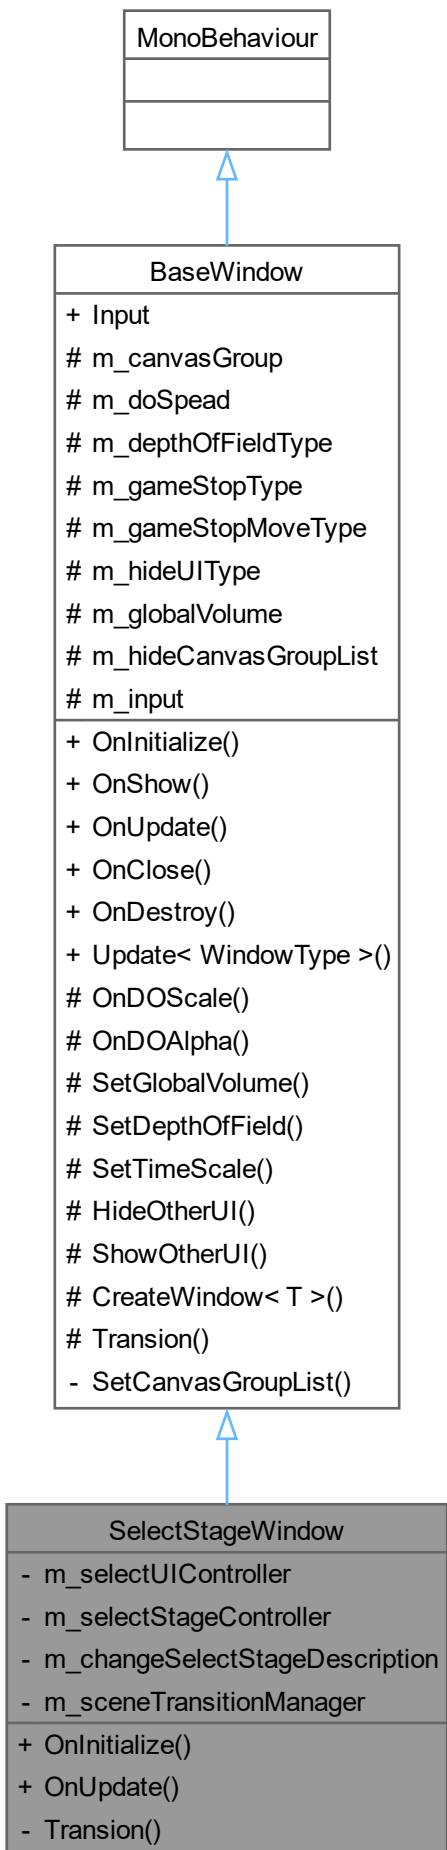 MonoBehaviour
BaseWindow
+ Input
# m_canvasGroup
# m_doSpead
# m_depthOfFieldType
# m_gameStopType
# m_gameStopMoveType
# m_hideUIType
# m_globalVolume
# m_hideCanvasGroupList
# m_input
+ OnInitialize()
+ OnShow()
+ OnUpdate()
+ OnClose()
+ OnDestroy()
+ Update< WindowType >()
# OnDOScale()
# OnDOAlpha()
# SetGlobalVolume()
# SetDepthOfField()
# SetTimeScale()
# HideOtherUI()
# ShowOtherUI()
# CreateWindow< T >()
# Transion()
- SetCanvasGroupList()
SelectStageWindow
- m_selectUIController
- m_selectStageController
- m_changeSelectStageDescription
- m_sceneTransitionManager
+ OnInitialize()
+ OnUpdate()
- Transion()